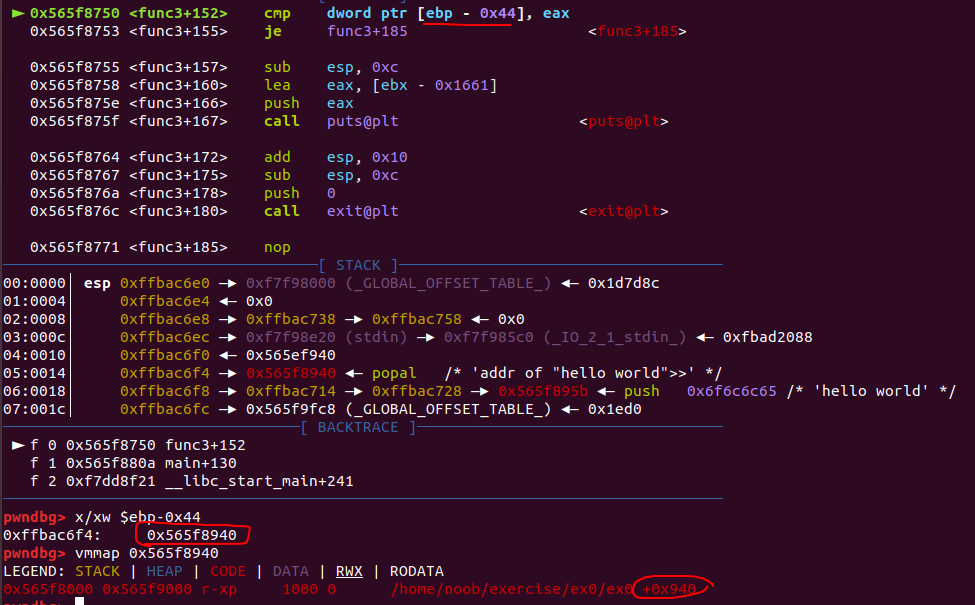 ► 0x565f8750 <func3+152> cmp dword ptr [ebp - 0x44], eax
0x565f8753 <func3+155> je func3+185 <func3+185>
0x565f8755 <func3+157> sub esp, 0xc
0x565f8758 <func3+160> lea eax, [ebx - 0x1661]
0x565f875e <func3+166> push eax
0x565f875f <func3+167> call puts@plt <puts@plt>
0x565f8764 <func3+172> add esp, 0x10
0x565f8767 <func3+175> sub esp, 0xc
0x565f876a <func3+178> push 0
0x565f876c <func3+180> call exit@plt <exit@plt>
0x565f8771 <func3+185> nop
[ STACK ]
00:0000│ esp 0xffbac6e0 —▸ 0xf7f98000 (_GLOBAL_OFFSET_TABLE_) ◂— 0x1d7d8c
01:0004│ 0xffbac6e4 ◂— 0x0
02:0008│ 0xffbac6e8 —▸ 0xffbac738 —▸ 0xffbac758 ◂— 0x0
03:000c│ 0xffbac6ec —▸ 0xf7f98e20 (stdin) —▸ 0xf7f985c0 (_IO_2_1_stdin_) ◂— 0xfbad2088
04:0010│ 0xffbac6f0 ◂— 0x565ef940
05:0014│ 0xffbac6f4 —▸ 0x565f8940 ◂— popal /* 'addr of "hello world">>' */
06:0018│ 0xffbac6f8 —▸ 0xffbac714 —▸ 0xffbac728 —▸ 0x565f895b ◂— push 0x6f6c6c65 /* 'hello world' */
07:001c│ 0xffbac6fc —▸ 0x565f9fc8 (_GLOBAL_OFFSET_TABLE_) ◂— 0x1ed0
[ BACKTRACE ]
► f 0 0x565f8750 func3+152
f 1 0x565f880a main+130
f 2 0xf7dd8f21 __libc_start_main+241
pwndbg> x/xw $ebp-0x44
0xffbac6f4: 0x565f8940
pwndbg> vmmap 0x565f8940
LEGEND: STACK | HEAP | CODE | DATA | RWX | RODATA
0x565f8000 0x565f9000 r-xp 1000 0 /home/noob/exercise/ex0/ex0 +0x940
pwndbg>